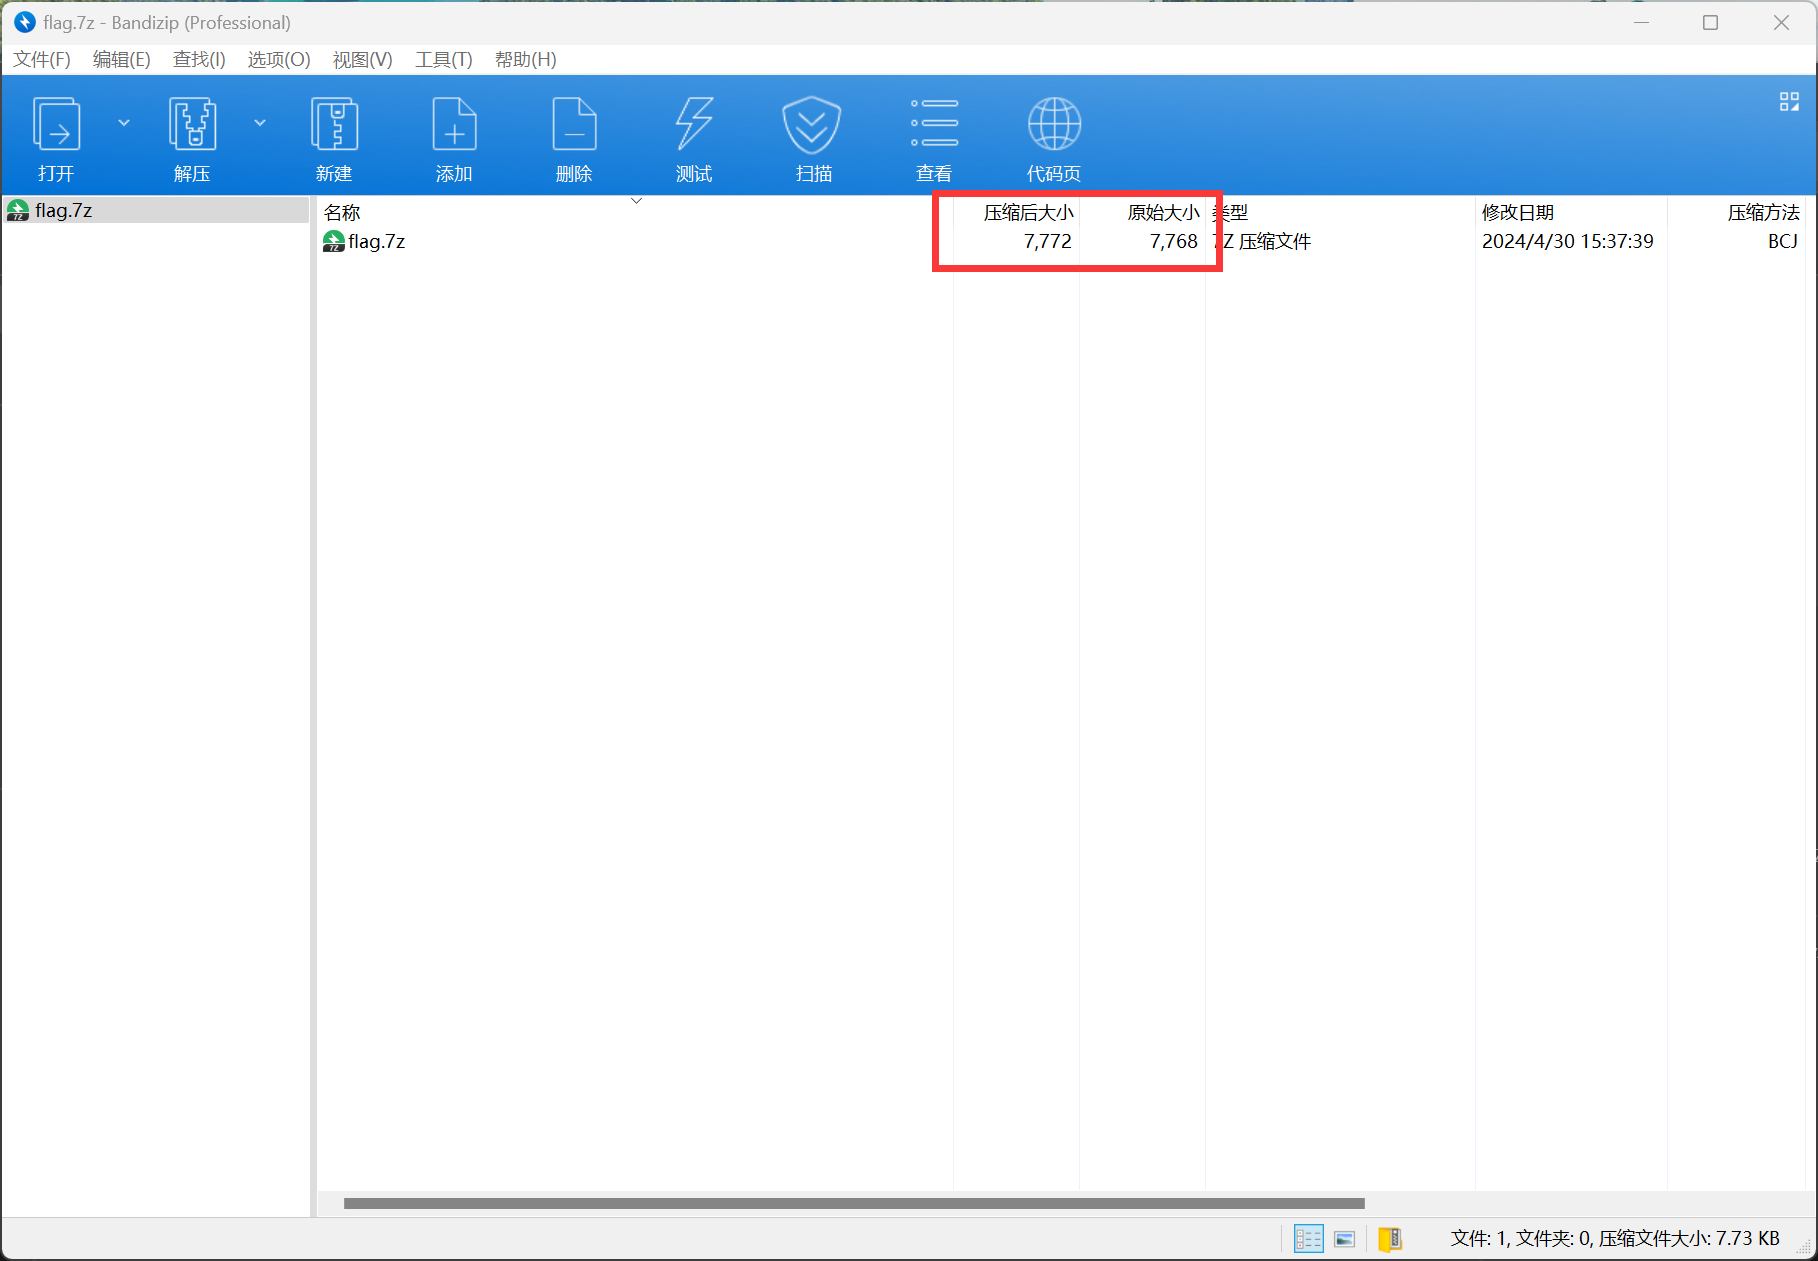 flag.7z - Bandizip (Professional)
文件(F) 编辑(E) 查找(I) 选项(O) 视图(V) 工具(T) 帮助(H)
打开 解压 新建 添加 删除 测试 扫描 查看 代码页
flag.7z
名称 压缩后大小 原始大小 类型 修改日期 压缩方法
flag.7z 7,772 7,768 7Z 压缩文件 2024/4/30 15:37:39 BCJ
文件: 1, 文件夹: 0, 压缩文件大小: 7.73 KB